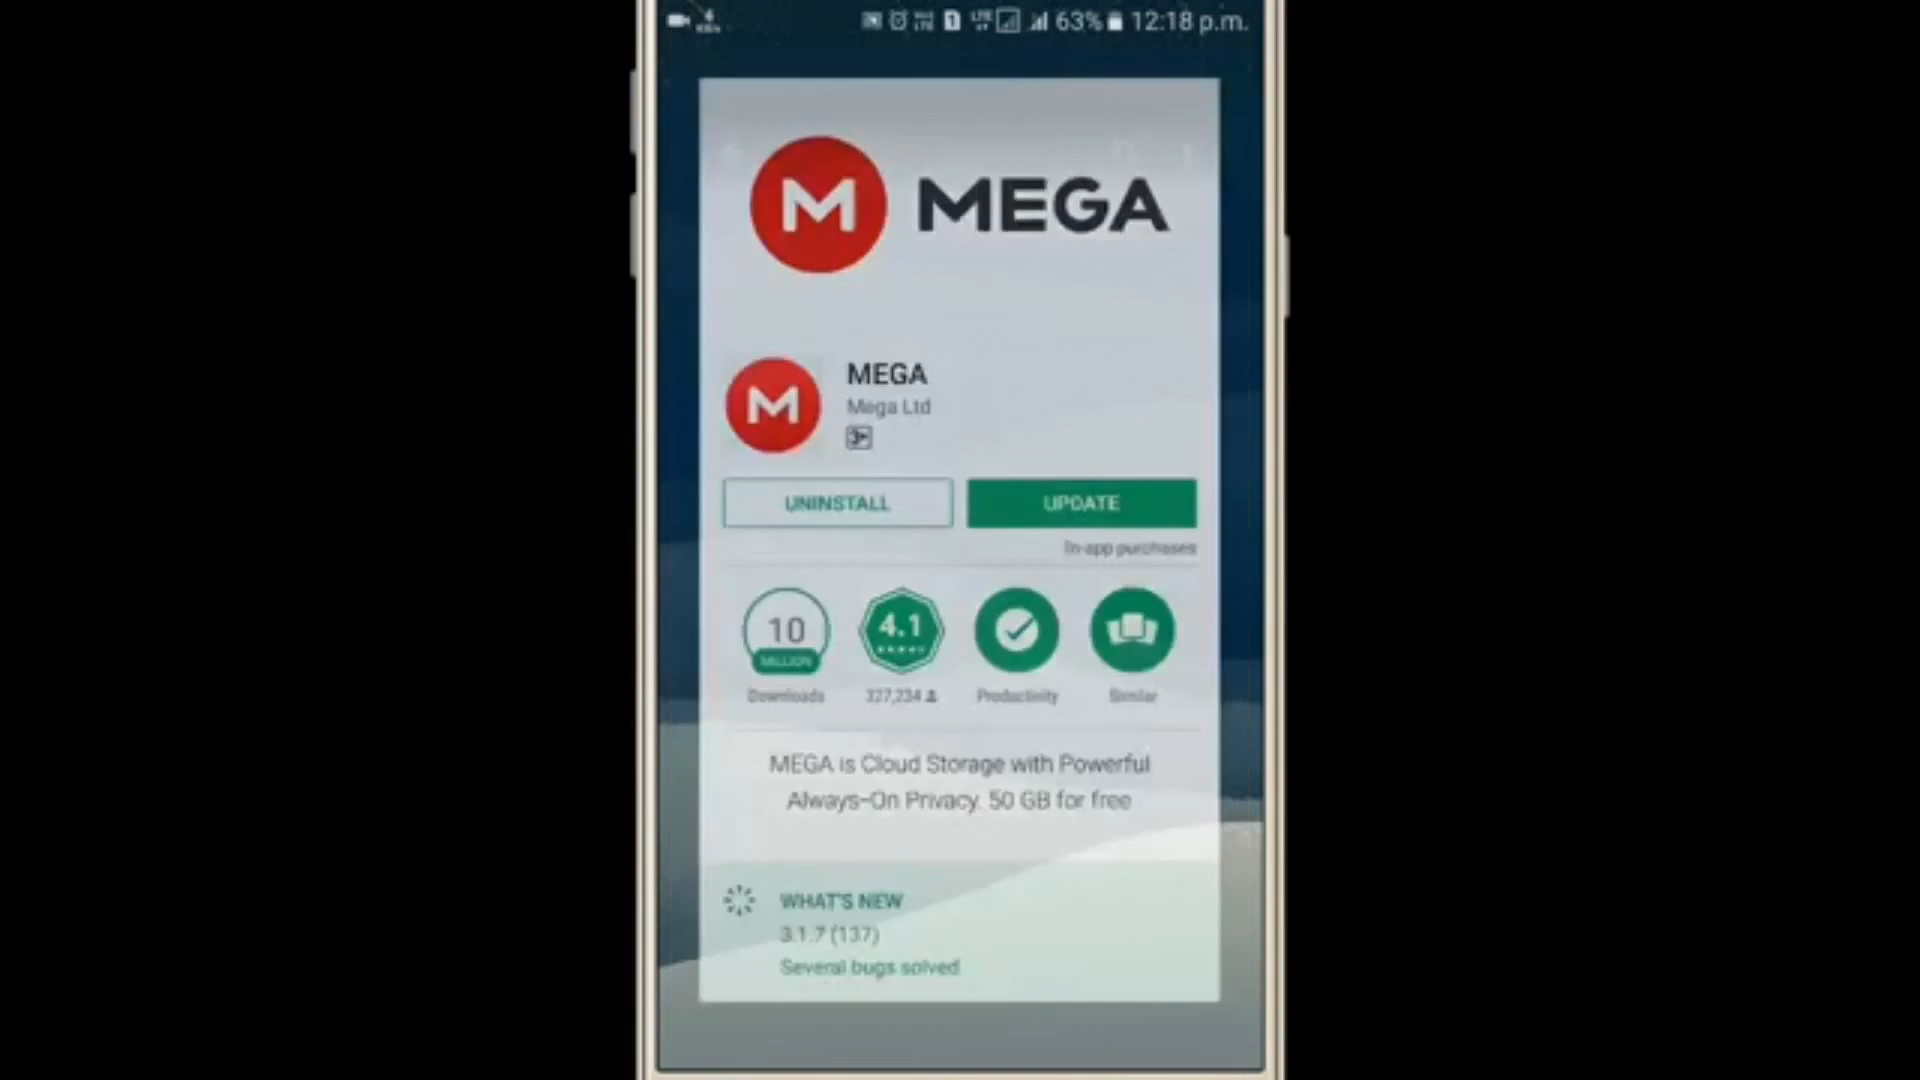 63% 12:18 p.m.
M MEGA
M
MEGA
Mega Ltd
3+
UNINSTALL
UPDATE
In-app purchases
10
MILLION
4.1
Downloads
327,234
Productivity
Similar
MEGA is Cloud Storage with Powerful
Always-On Privacy. 50 GB for free
WHAT'S NEW
3.1.7 (137)
Several bugs solved